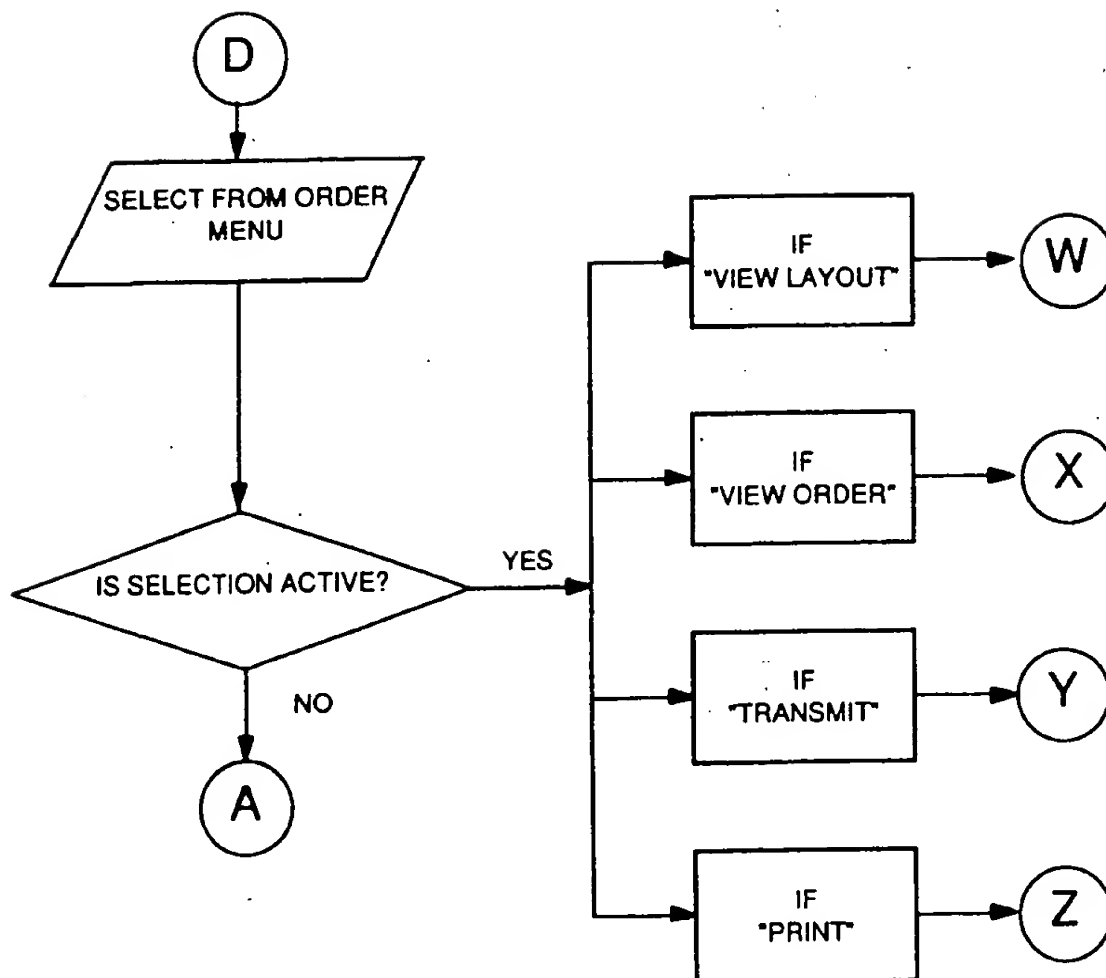 D
SELECT FROM ORDER
MENU
IS SELECTION ACTIVE?
YES
NO
A
IF
"VIEW LAYOUT"
W
IF
"VIEW ORDER"
X
IF
"TRANSMIT"
Y
IF
"PRINT"
Z